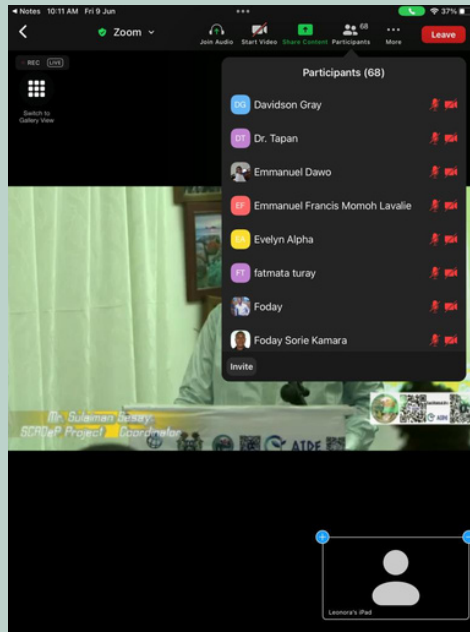 Notes 10:11 AM Fri 9 Jun
37%
Zoom
68
Join Audio Start Video Share Content Participants More
Leave
REC LIVE
Switch to
Gallery View
Participants (68)
DG Davidson Gray
DT Dr. Tapan
Emmanuel Dawo
EF Emmanuel Francis Momoh Lavalie
EA Evelyn Alpha
FT fatmata turay
Foday
Foday Sorie Kamara
Invite
Mr. Sulaiman Sesay
SCADeP Project Coordinator
AIDE
AIDE
Leonora's iPad